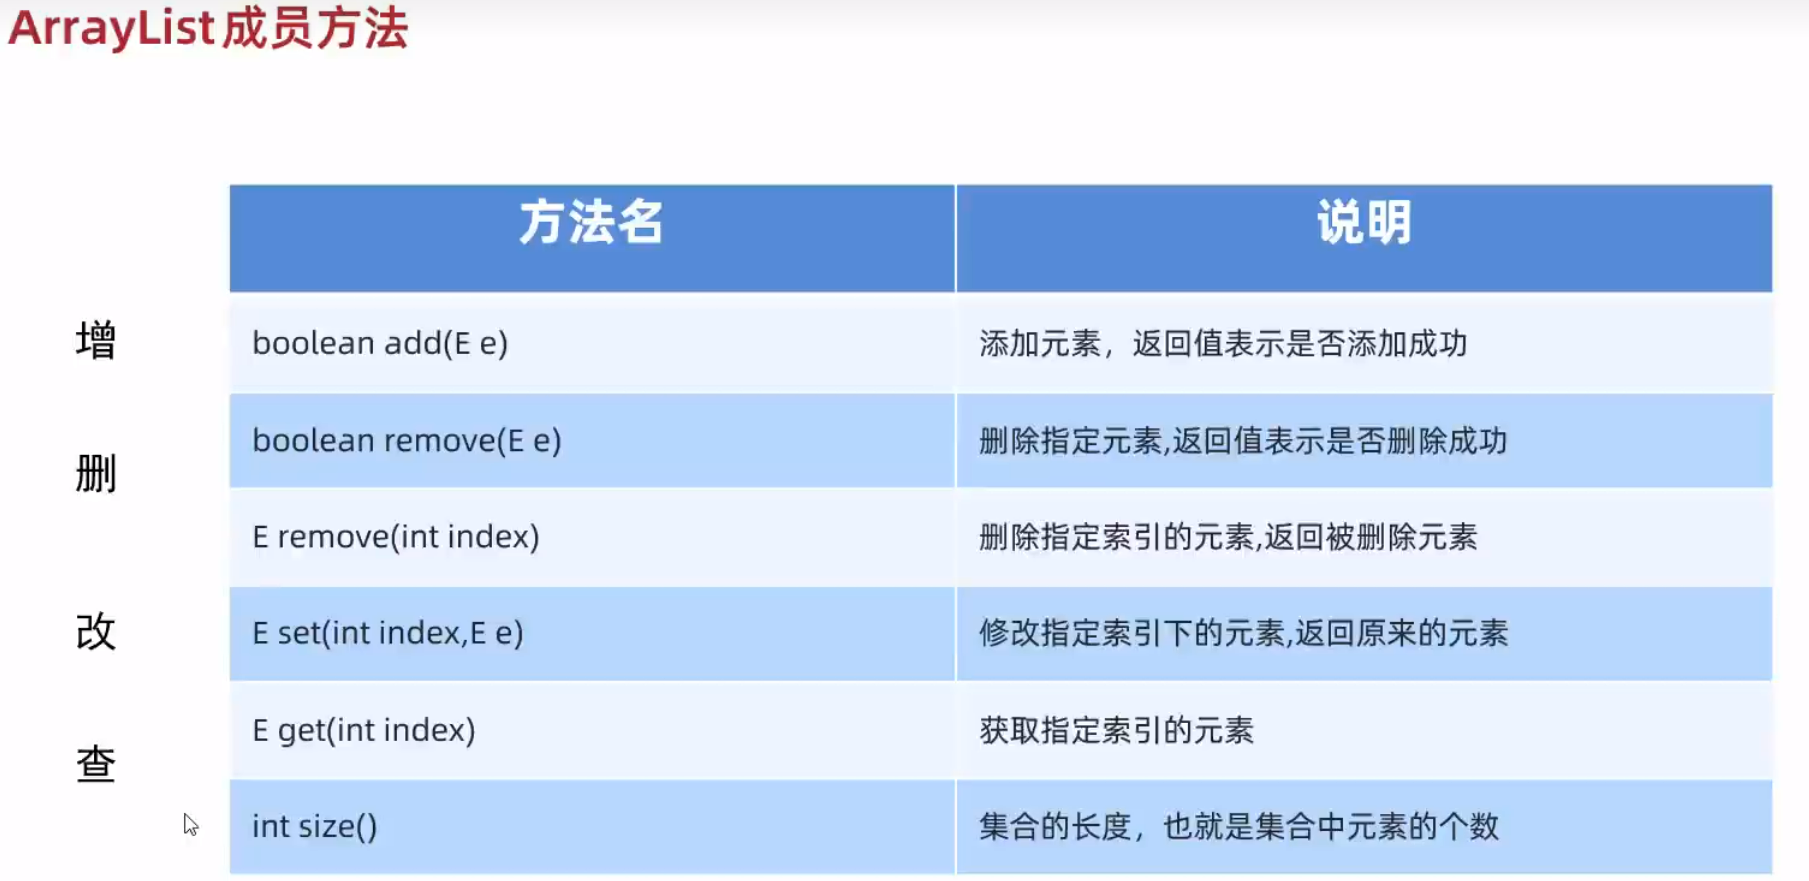 ArrayList成员方法
方法名 说明
增 boolean add(E e) 添加元素，返回值表示是否添加成功
boolean remove(E e) 删除指定元素,返回值表示是否删除成功
删
E remove(int index) 删除指定索引的元素,返回被删除元素
改 E set(int index,E e) 修改指定索引下的元素,返回原来的元素
E get(int index) 获取指定索引的元素
查
int size() 集合的长度，也就是集合中元素的个数